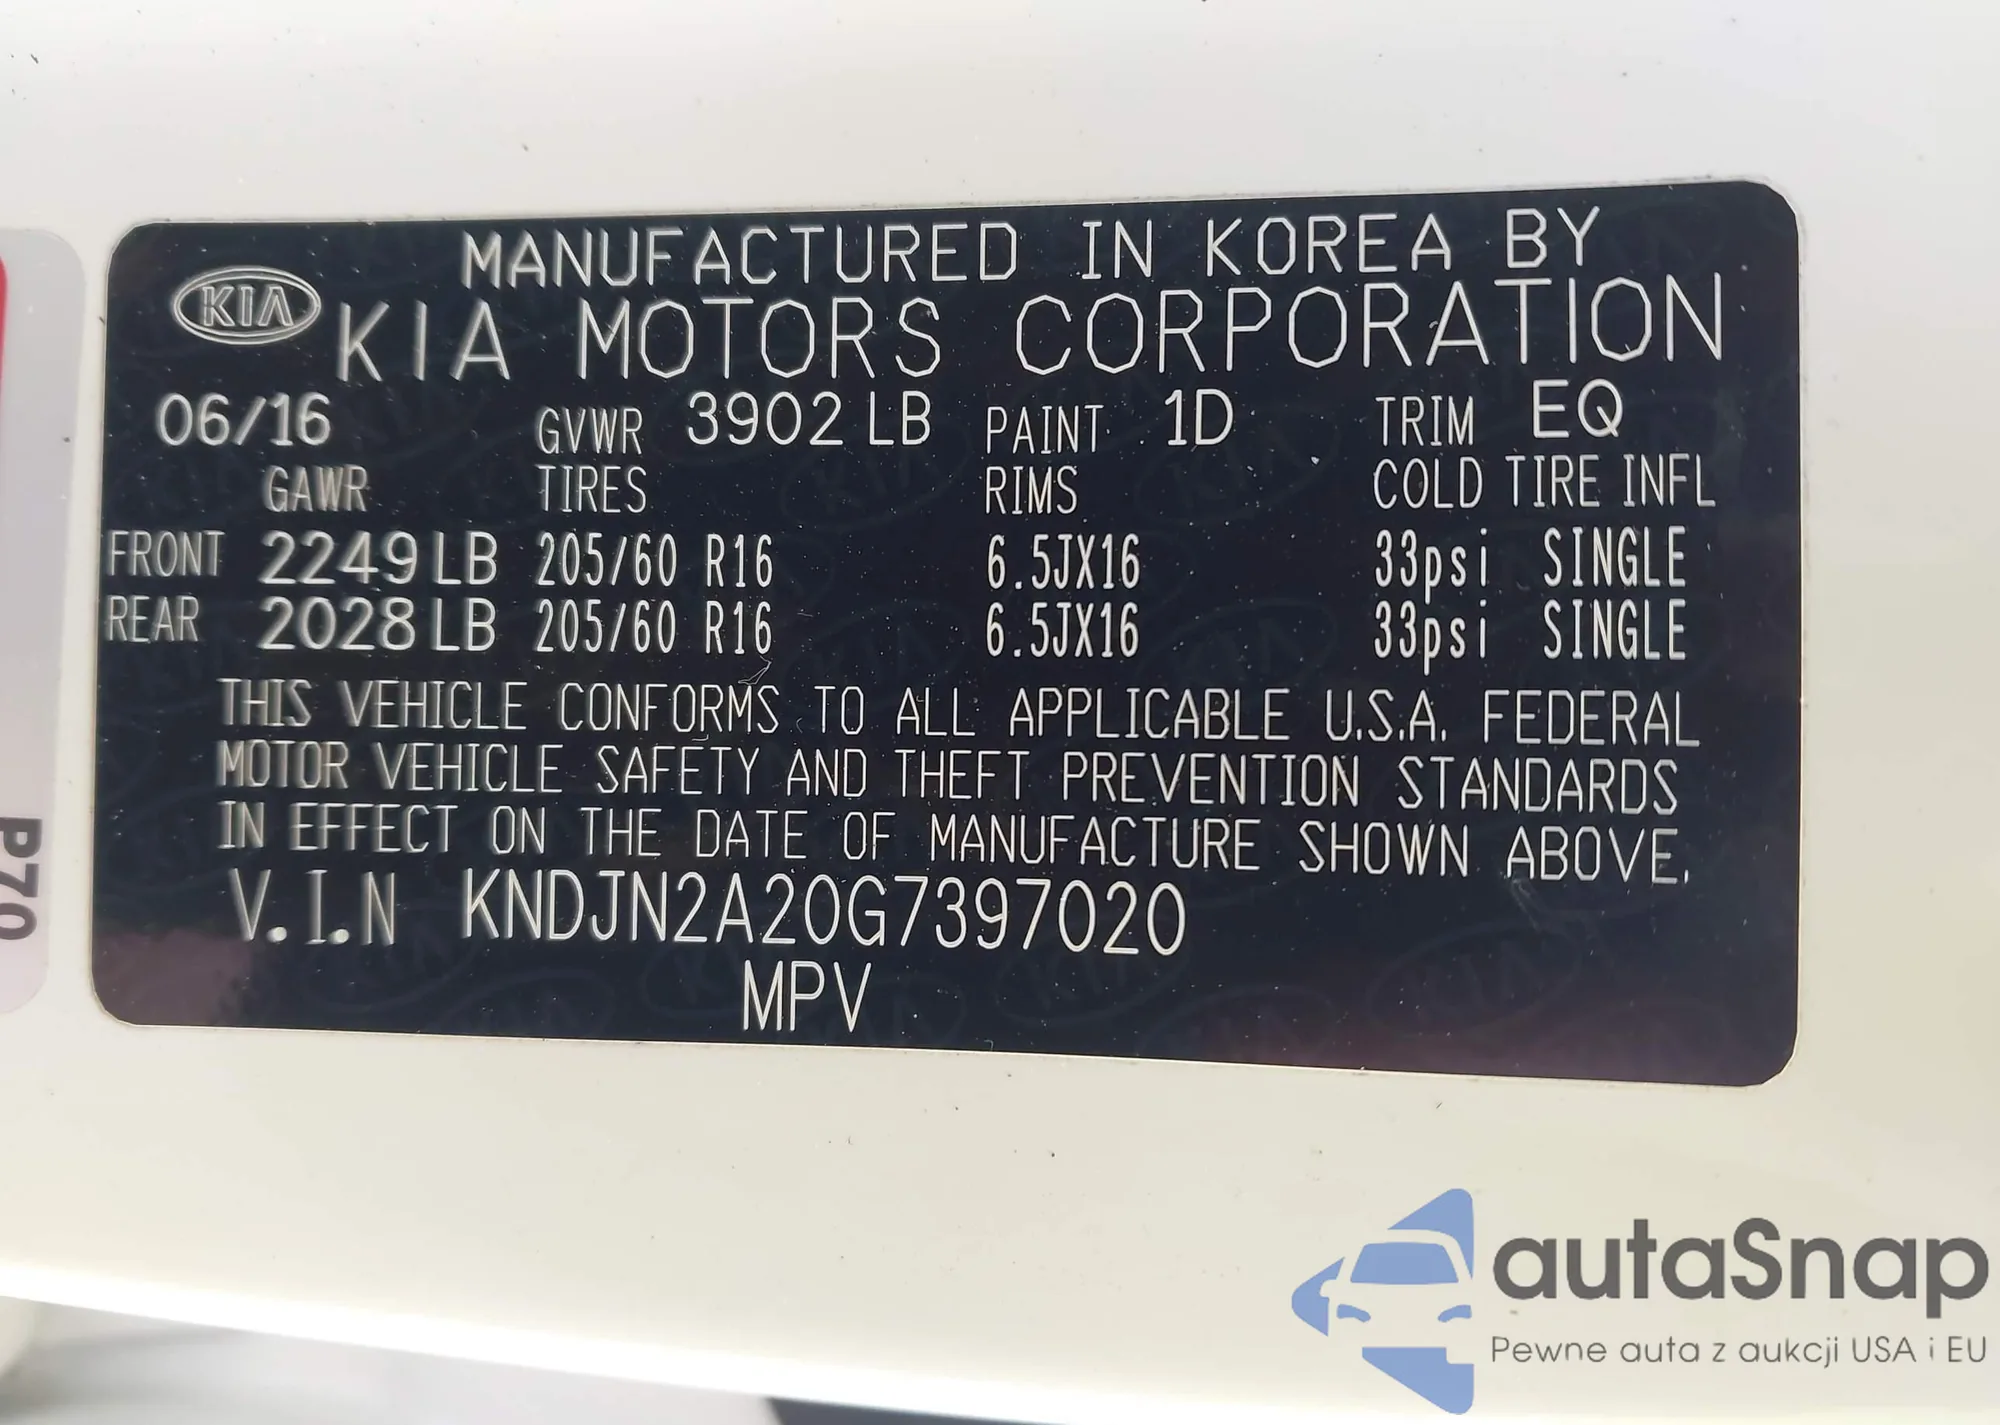 MANUFACTURED IN KOREA BY
KIA KIA MOTORS CORPORATION
06/16 GVWR 3902 LB PAINT 1D TRIM EQ
GAWR TIRES RIMS COLD TIRE INFL
FRONT 2249 LB 205/60 R16 6.5JX16 33psi SINGLE
REAR 2028 LB 205/60 R16 6.5JX16 33psi SINGLE
THIS VEHICLE CONFORMS TO ALL APPLICABLE U.S.A. FEDERAL
MOTOR VEHICLE SAFETY AND THEFT PREVENTION STANDARDS
IN EFFECT ON THE DATE OF MANUFACTURE SHOWN ABOVE.
V.I.N KNDJN2A20G7397020
MPV
P70
autaSnap
Pewne auta z aukcji USA i EU